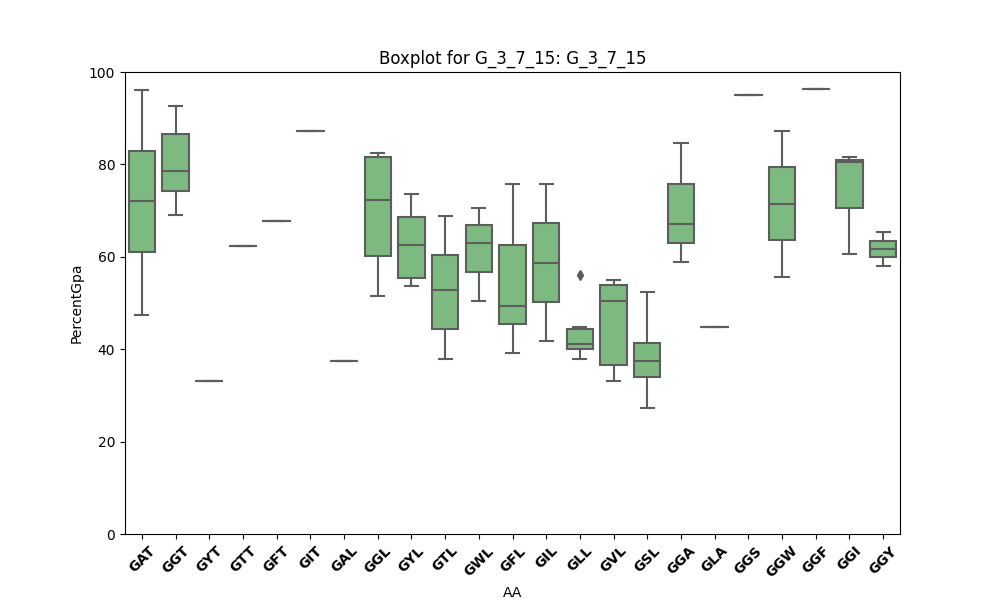 Boxplot for G_3_7_15: G_3_7_15
PercentGpa
100
80
60
40
20
0
GAT GGT GYT GTT GFT GIT GAL GGL GYL GTL GWL GFL GIL GLL GVL GSL GGA GLA GGS GGW GGF GGI GGY
AA